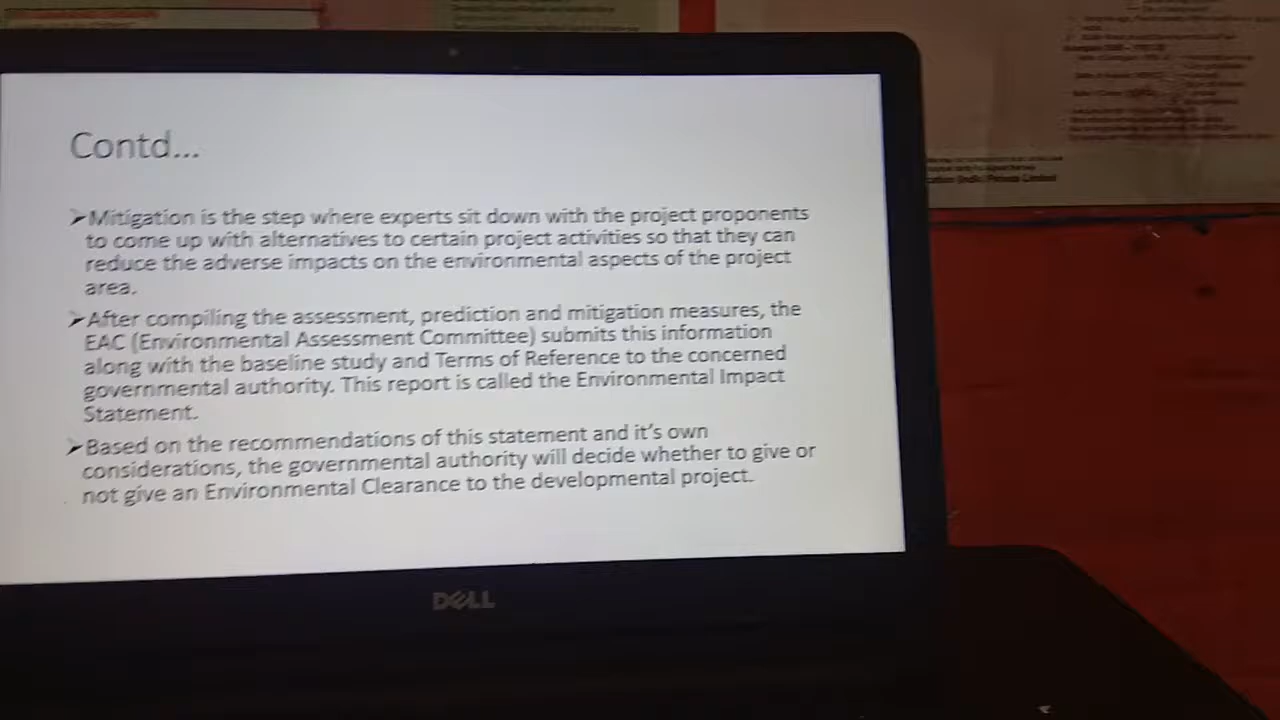 Contd...
➤Mitigation is the step where experts sit down with the project proponents
to come up with alternatives to certain project activities so that they can
reduce the adverse impacts on the environmental aspects of the project
area.
➤After compiling the assessment, prediction and mitigation measures, the
EAC (Environmental Assessment Committee) submits this information
along with the baseline study and Terms of Reference to the concerned
governmental authority. This report is called the Environmental Impact
Statement.
➤Based on the recommendations of this statement and it's own
considerations, the governmental authority will decide whether to give or
not give an Environmental Clearance to the developmental project.
DELL
(India) Private Limited